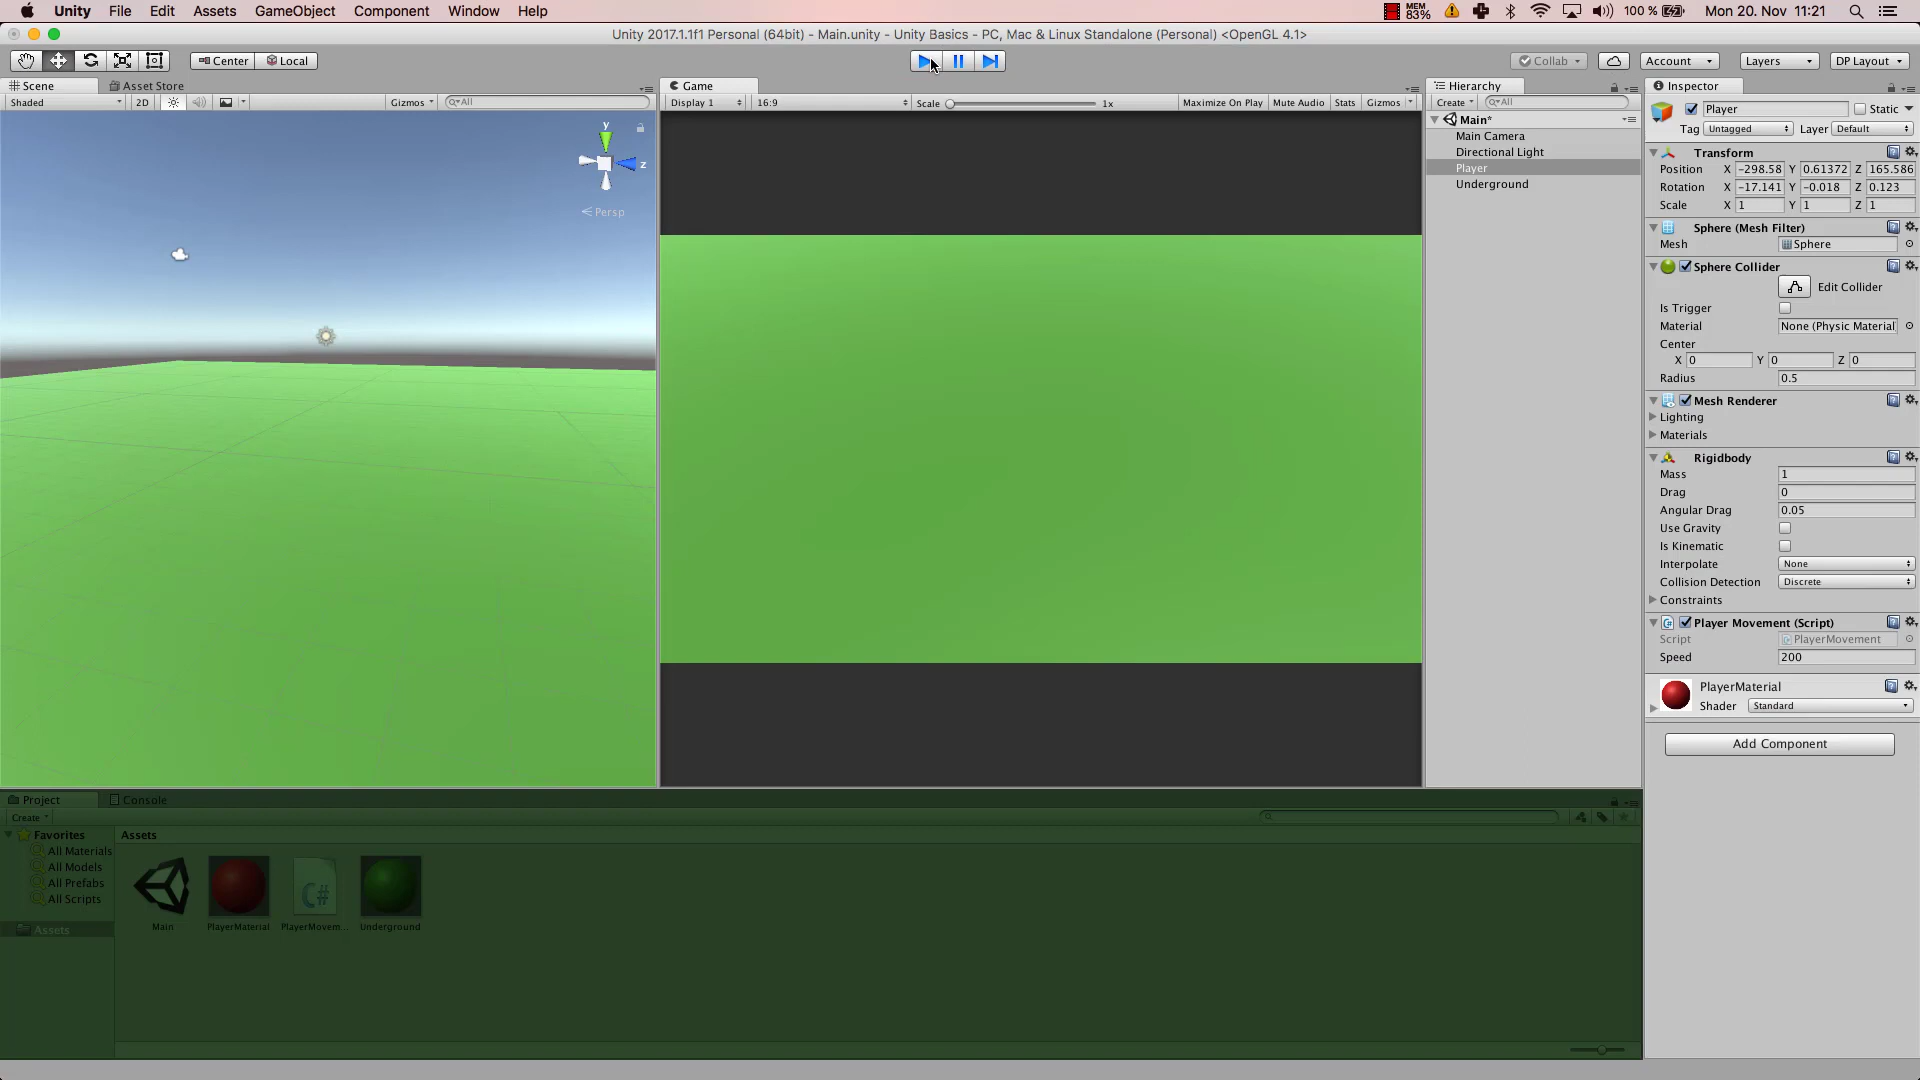 Unity File Edit Assets GameObject Component Window Help MEM 83% 100 % Mon 20. Nov 11:21
Unity 2017.1.1f1 Personal (64bit) - Main.unity - Unity Basics - PC, Mac & Linux Standalone (Personal) <OpenGL 4.1>
Center Local Collab Account Layers DP Layout
Scene Asset Store
Shaded 2D Gizmos All
y
z
Persp
Game
Display 1 16:9 Scale 1x Maximize On Play Mute Audio Stats Gizmos
Hierarchy
Create All
Main*
Main Camera
Directional Light
Player
Underground
Inspector
Player Static
Tag Untagged Layer Default
Transform
Position X -298.58 Y 0.61372 Z 165.586
Rotation X -17.141 Y -0.018 Z 0.123
Scale X 1 Y 1 Z 1
Sphere (Mesh Filter)
Mesh Sphere
Sphere Collider
Edit Collider
Is Trigger
Material None (Physic Material
Center
X 0 Y 0 Z 0
Radius 0.5
Mesh Renderer
Lighting
Materials
Rigidbody
Mass 1
Drag 0
Angular Drag 0.05
Use Gravity
Is Kinematic
Interpolate None
Collision Detection Discrete
Constraints
C# Player Movement (Script)
Script PlayerMovement
Speed 200
PlayerMaterial
Shader Standard
Add Component
Project Console
Create
Favorites
All Materials
All Models
All Prefabs
All Scripts
Assets
Assets
C#
Main PlayerMaterial PlayerMovem... Underground